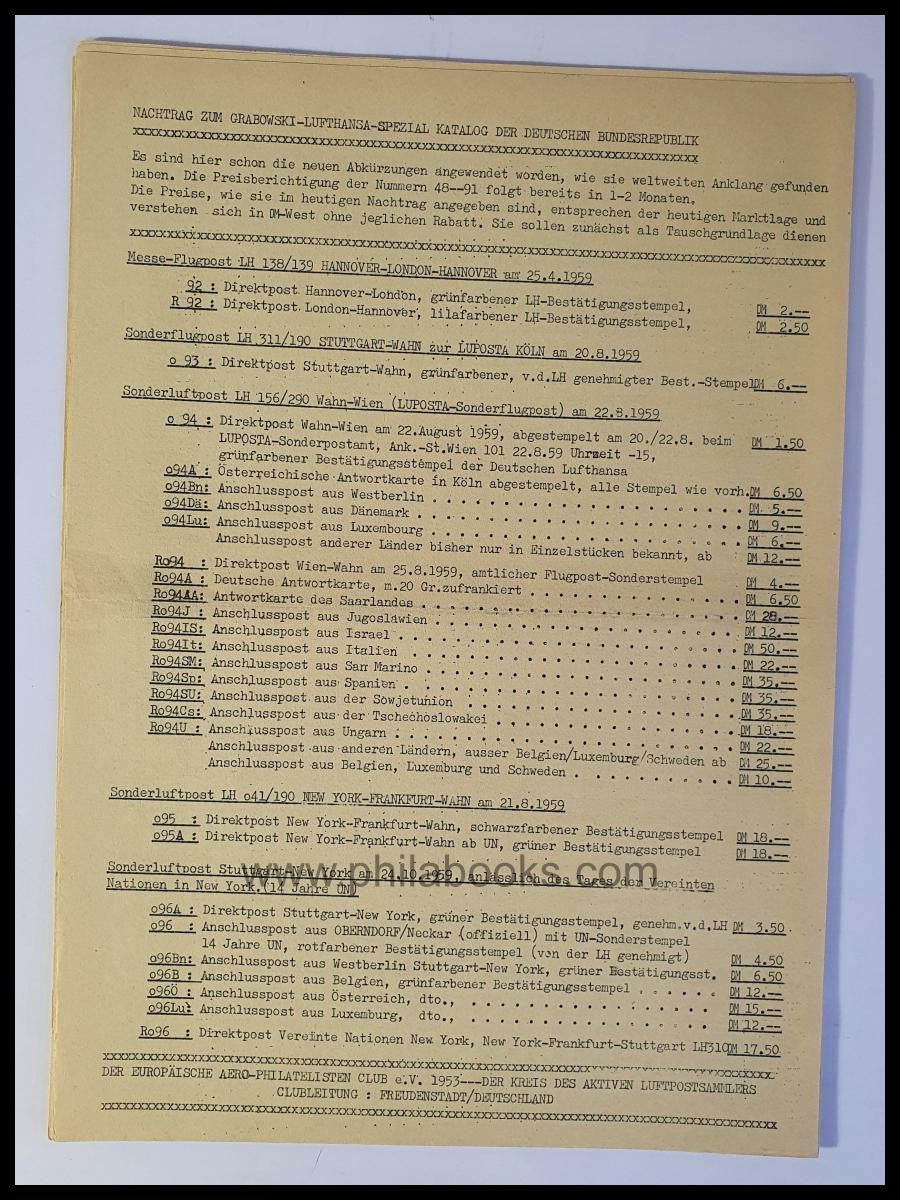 NACHTRAG ZUM GRABOWSKI-LUFTHANSA-SPEZIAL KATALOG DER DEUTSCHEN BUNDESREPUBLIK
xxxxxxxxxxxxxxxxxxxxxxxxxxxxxxxxxxxxxxxxxxxxxxxxxxxxxxxxxxxxxxxxxxxxxxxxxxxxx
Es sind hier schon die neuen Abkürzungen angewendet worden, wie sie weltweiten Anklang gefunden
haben. Die Preisberichtigung der Nummern 48--91 folgt bereits in 1-2 Monaten.
Die Preise, wie sie im heutigen Nachtrag angegeben sind, entsprechen der heutigen Marktlage und
verstehen sich in DM-West ohne jeglichen Rabatt. Sie sollen zunächst als Tauschgrundlage dienen
xxxxxxxxxxxxxxxxxxxxxxxxxxxxxxxxxxxxxxxxxxxxxxxxxxxxxxxxxxxxxxxxxxxxxxxxxxxxxxxxxxxxxxxxxxxxxxx
Messe-Flugpost LH 138/139 HANNOVER-LONDON-HANNOVER am 25.4.1959
92 : Direktpost Hannover-London, grünfarbener LH-Bestätigungsstempel, DM 2.--
R 92 : Direktpost London-Hannover, lilafarbener LH-Bestätigungsstempel, DM 2.50
Sonderflugpost LH 311/190 STUTTGART-WAHN zur LUPOSTA KÖLN am 20.8.1959
o 93 : Direktpost Stuttgart-Wahn, grünfarbener, v.d.LH genehmigter Best.-Stempel DM 6.--
Sonderluftpost LH 156/290 Wahn-Wien (LUPOSTA-Sonderflugpost) am 22.8.1959
o 94 : Direktpost Wahn-Wien am 22.August 1959, abgestempelt am 20./22.8. beim DM 1.50
LUPOSTA-Sonderpostamt, Ank.-St.Wien 101 22.8.59 Uhrzeit -15,
grünfarbener Bestätigungsstempel der Deutschen Lufthansa
o94A : Österreichische Antwortkarte in Köln abgestempelt, alle Stempel wie vorh. DM 6.50
o94Bn: Anschlusspost aus Westberlin . . . . . . . . . . . . . . . . . . DM 5.--
o94Dä: Anschlusspost aus Dänemark . . . . . . . . . . . . . . . . . . . DM 9.--
o94Lu: Anschlusspost aus Luxembourg . . . . . . . . . . . . . . . . . . DM 6.--
Anschlusspost anderer Länder bisher nur in Einzelstücken bekannt, ab DM 12.--
Ro94 : Direktpost Wien-Wahn am 25.8.1959, amtlicher Flugpost-Sonderstempel DM 4.--
Ro94A : Deutsche Antwortkarte, m.20 Gr.zufrankiert . . . . . . . . . . . . DM 6.50
Ro94AA: Antwortkarte des Saarlandes . . . . . . . . . . . . . . . . . . . DM 28.--
Ro94J : Anschlusspost aus Jugoslawien . . . . . . . . . . . . . . . . . . DM 12.--
Ro94IS: Anschlusspost aus Israel . . . . . . . . . . . . . . . . . . . . DM 50.--
Ro94It: Anschlusspost aus Italien . . . . . . . . . . . . . . . . . . . . DM 22.--
Ro94SM: Anschlusspost aus San Marino . . . . . . . . . . . . . . . . . . DM 35.--
Ro94Sp: Anschlusspost aus Spanien . . . . . . . . . . . . . . . . . . . . DM 35.--
Ro94SU: Anschlusspost aus der Sowjetunion . . . . . . . . . . . . . . . . DM 35.--
Ro94Cs: Anschlusspost aus der Tschechoslowakei . . . . . . . . . . . . . DM 18.--
Ro94U : Anschlusspost aus Ungarn . . . . . . . . . . . . . . . . . . . . DM 22.--
Anschlusspost aus anderen Ländern, ausser Belgien/Luxemburg/Schweden ab DM 25.--
Anschlusspost aus Belgien, Luxemburg und Schweden . . . . . . . . . . DM 10.--
Sonderluftpost LH o41/190 NEW YORK-FRANKFURT-WAHN am 21.8.1959
o95 : Direktpost New York-Frankfurt-Wahn, schwarzfarbener Bestätigungsstempel DM 18.--
o95A : Direktpost New York-Frankfurt-Wahn ab UN, grüner Bestätigungsstempel DM 18.--
www.philabooks.com
Sonderluftpost Stuttgart-New York am 24.10.1959, anlässlich des Tages der Vereinten
Nationen in New York.(14 Jahre UN)
o96A : Direktpost Stuttgart-New York, grüner Bestätigungsstempel, genehm.v.d.LH DM 3.50
o96 : Anschlusspost aus OBERNDORF/Neckar (offiziell) mit UN-Sonderstempel
14 Jahre UN, rotfarbener Bestätigungsstempel (von der LH genehmigt) DM 4.50
o96Bn: Anschlusspost aus Westberlin Stuttgart-New York, grüner Bestätigungsst. DM 6.50
o96B : Anschlusspost aus Belgien, grünfarbener Bestätigungsstempel . . . . . . DM 12.--
o96Ö : Anschlusspost aus Österreich, dto., . . . . . . . . . . . . . . . DM 15.--
o96Lu: Anschlusspost aus Luxemburg, dto., . . . . . . . . . . . . . . . DM 12.--
Ro96 : Direktpost Vereinte Nationen New York, New York-Frankfurt-Stuttgart LH310 DM 17.50
xxxxxxxxxxxxxxxxxxxxxxxxxxxxxxxxxxxxxxxxxxxxxxxxxxxxxxxxxxxxxxxxxxxxxxxxxxxxxxxxxxxxxxxxxxx
DER EUROPÄISCHE AERO-PHILATELISTEN CLUB e.V. 1953---DER KREIS DES AKTIVEN LUFTPOSTSAMMLERS
CLUBLEITUNG : FREUDENSTADT/DEUTSCHLAND
xxxxxxxxxxxxxxxxxxxxxxxxxxxxxxxxxxxxxxxxxxxxxxxxxxxxxxxxxxxxxxxxxxxxxxxxxxxxxxxxxxxxxxxxxxx